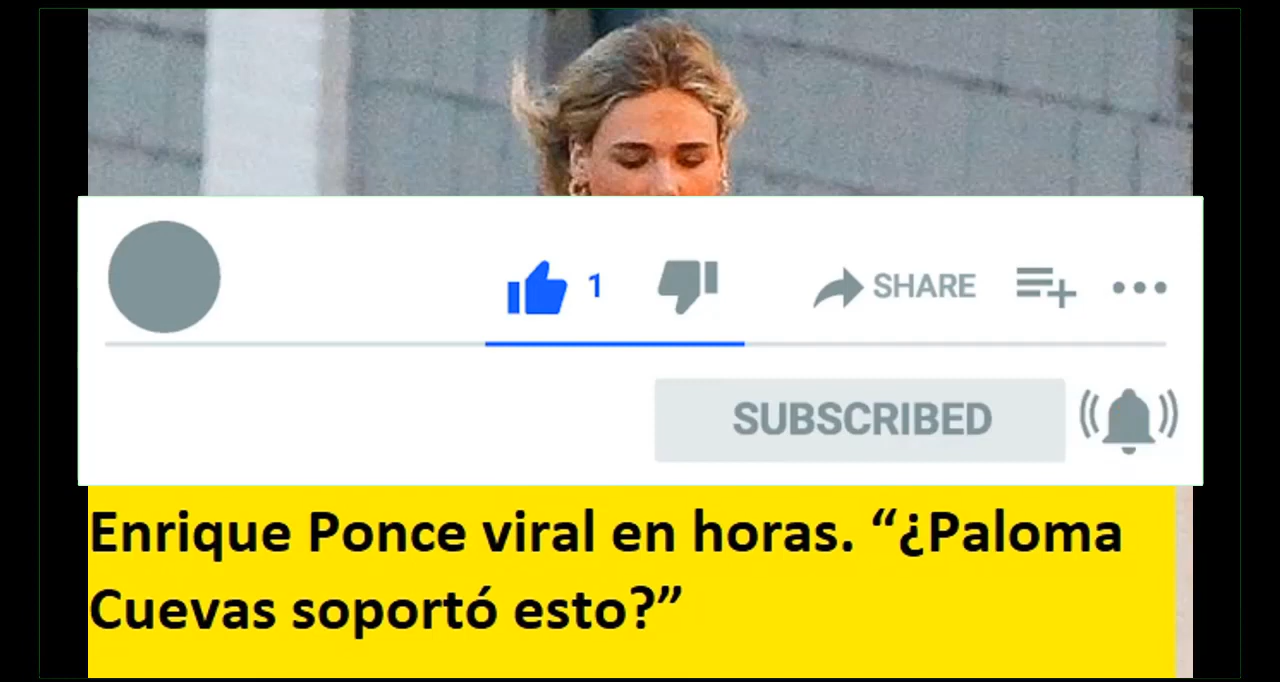 1 SHARE
SUBSCRIBED
Enrique Ponce viral en horas. “¿Paloma
Cuevas soportó esto?”